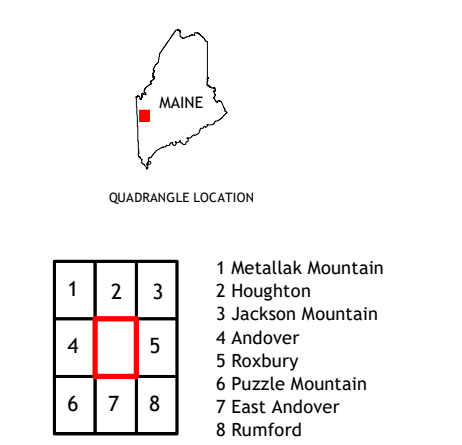 MAINE
QUADRANGLE LOCATION
1 2 3
4 5
6 7 8
1 Metallak Mountain
2 Houghton
3 Jackson Mountain
4 Andover
5 Roxbury
6 Puzzle Mountain
7 East Andover
8 Rumford